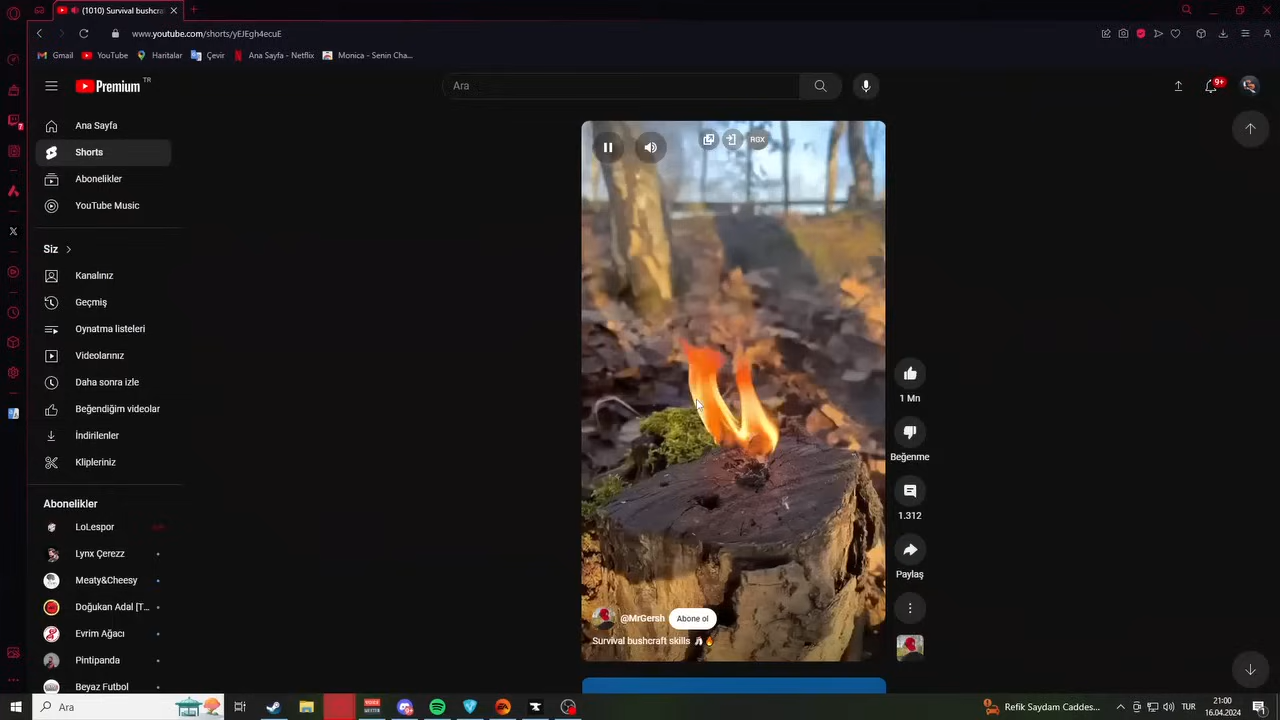 (1010) Survival bushcra
www.youtube.com/shorts/yEJEgh4ecuE
Gmail
YouTube
Haritalar
Çevir
Ana Sayfa - Netflix
Monica - Senin Chat...
Premium TR
Ara
9+
Ana Sayfa
Shorts
Abonelikler
YouTube Music
Siz
Kanalınız
Geçmiş
Oynatma listeleri
Videolarınız
Daha sonra izle
Beğendiğim videolar
İndirilenler
Klipleriniz
Abonelikler
LoLespor
Lynx Çerezz
Meaty&Cheesy
Doğukan Adal [T...
Evrim Ağacı
Pintipanda
Beyaz Futbol
RGX
1 Mn
Beğenme
1.312
Paylaş
@MrGersh
Abone ol
Survival bushcraft skills
Ara
Refik Saydam Caddes...
TUR
21:00
16.04.2024